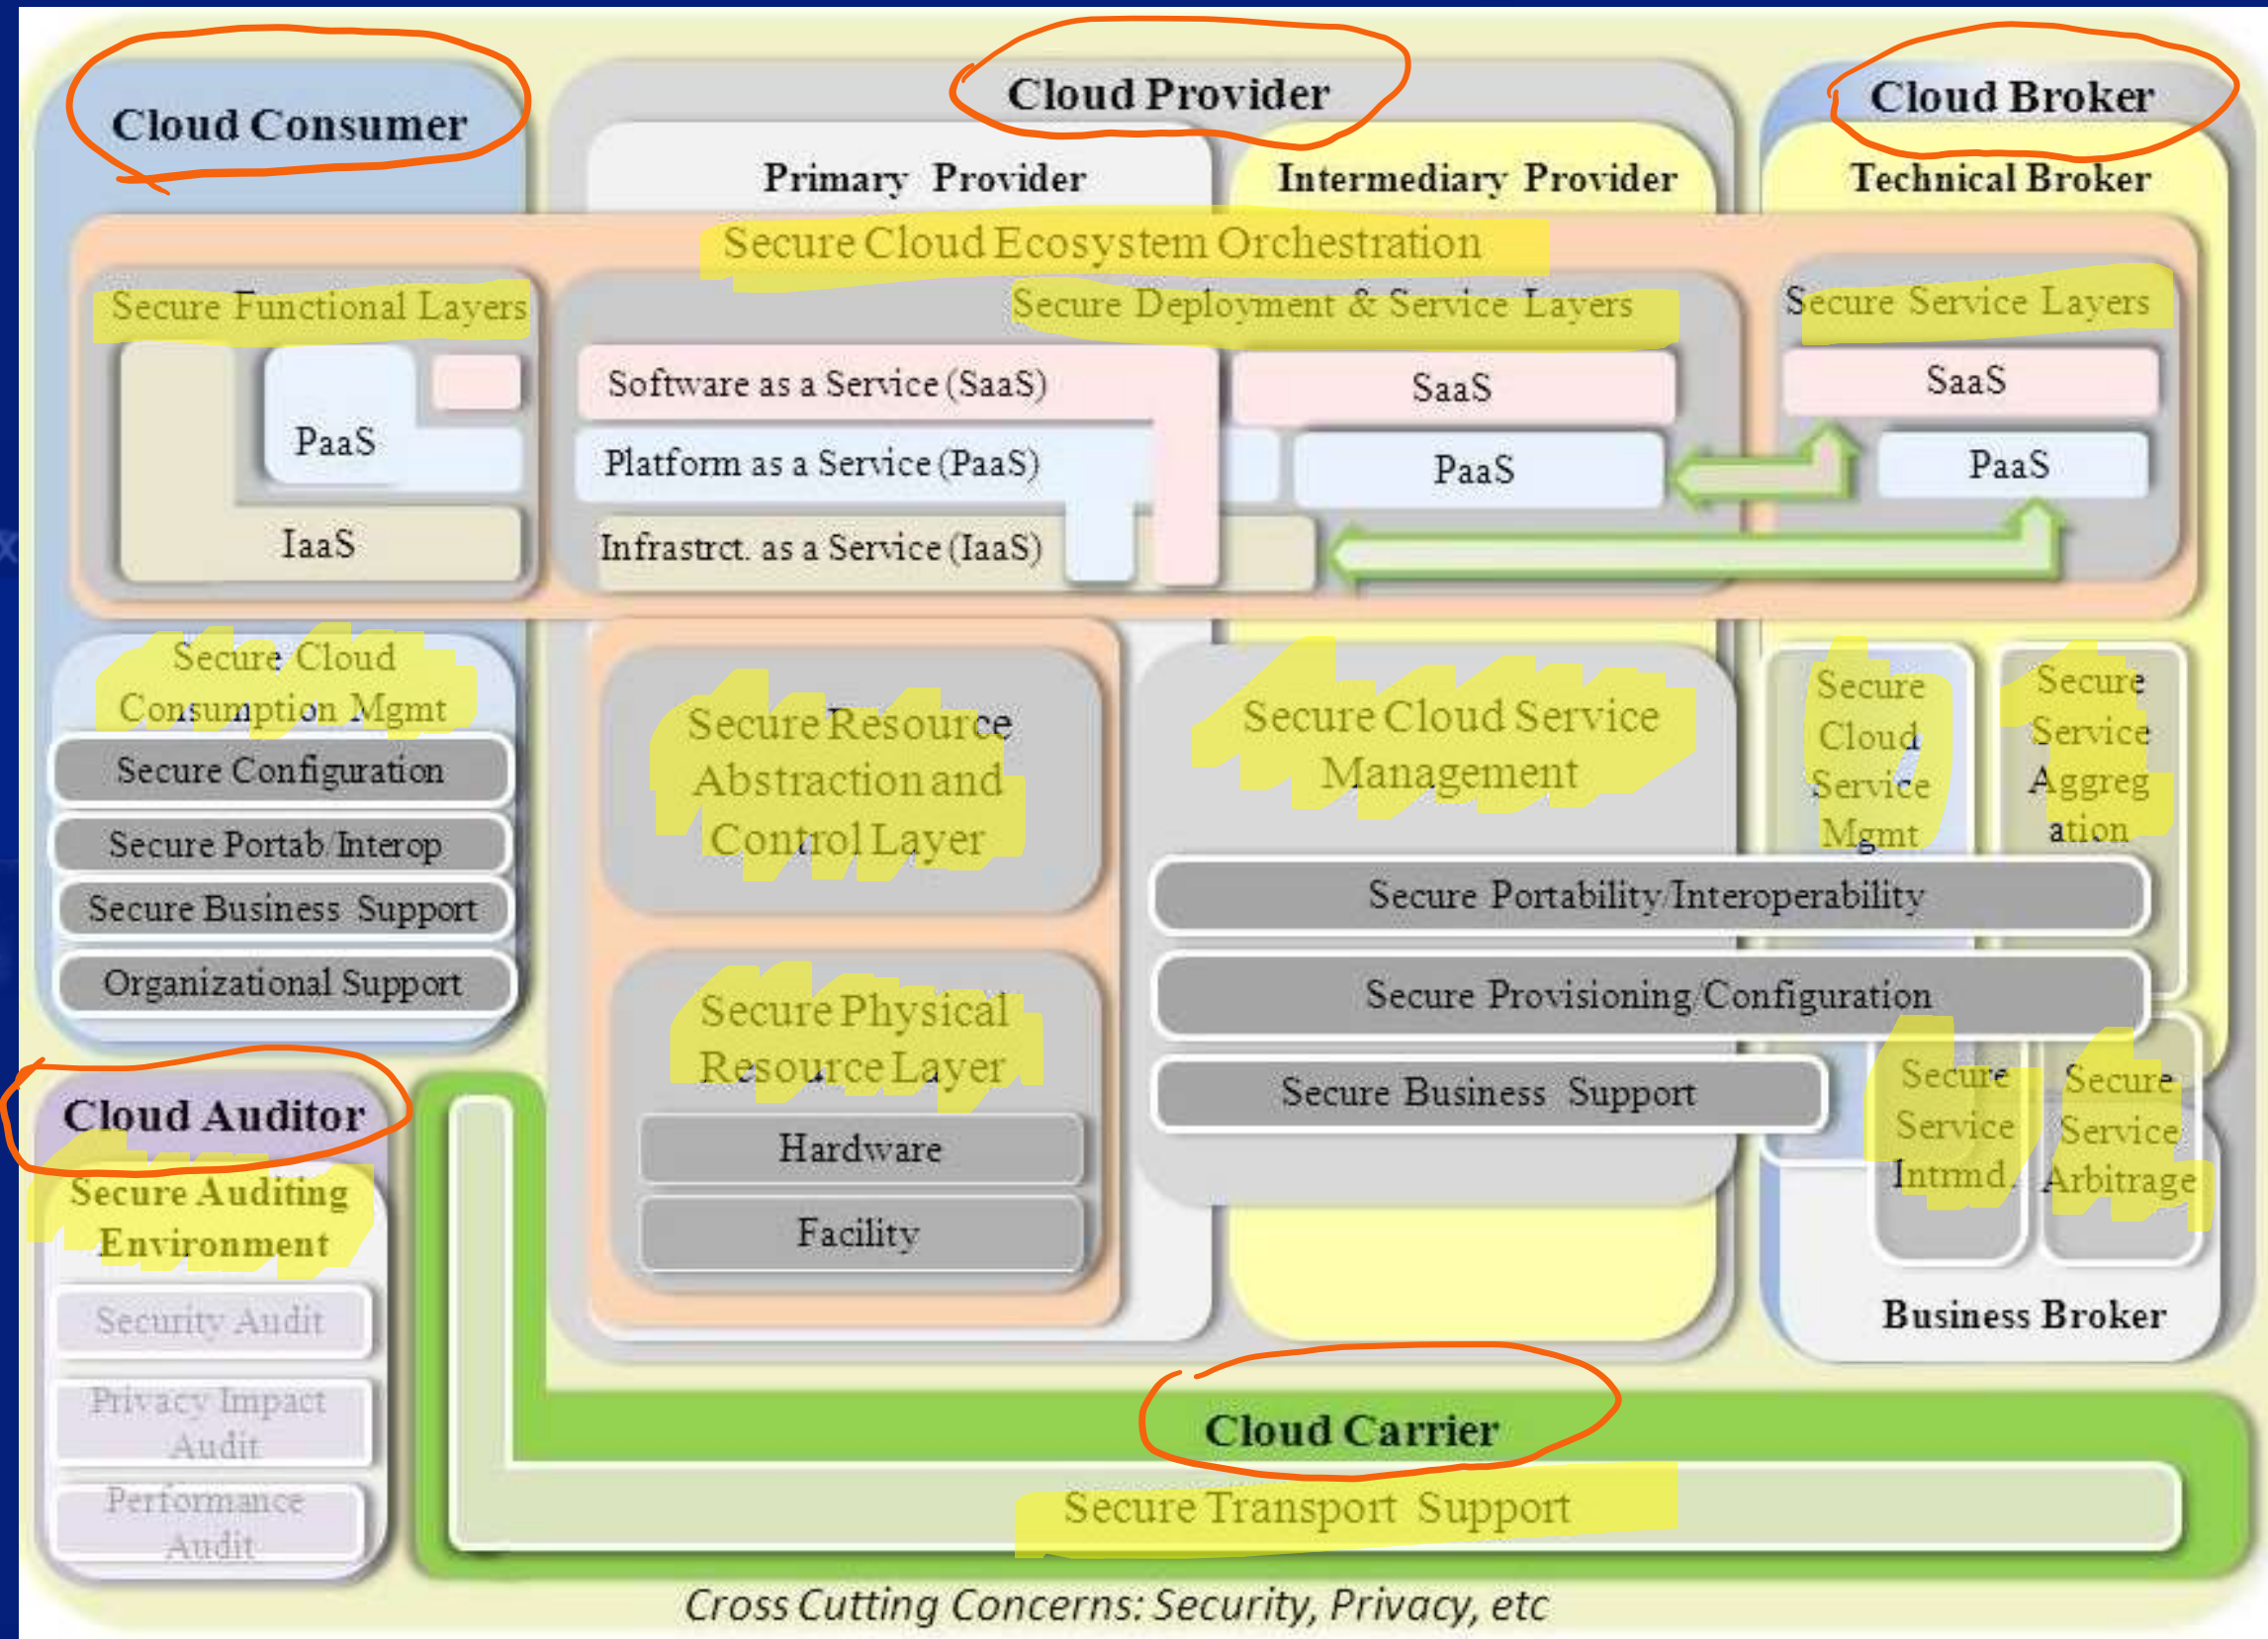 Cloud Consumer
Cloud Provider
Primary Provider
Intermediary Provider
Cloud Broker
Technical Broker
Secure Cloud Ecosystem Orchestration
Secure Functional Layers
PaaS
IaaS
Secure Deployment & Service Layers
Software as a Service (SaaS)
SaaS
Platform as a Service (PaaS)
PaaS
Infrastrct. as a Service (IaaS)
Secure Service Layers
SaaS
PaaS
Secure Cloud
Consumption Mgmt
Secure Configuration
Secure Portab/Interop
Secure Business Support
Organizational Support
Secure Resource
Abstraction and
Control Layer
Secure Physical
Resource Layer
Hardware
Facility
Secure Cloud Service
Management
Secure
Cloud
Service
Mgmt
Secure
Service
Aggreg
ation
Secure Portability/Interoperability
Secure Provisioning/Configuration
Secure Business Support
Secure
Service
Intrmd.
Secure
Service
Arbitrage
Business Broker
Cloud Auditor
Secure Auditing
Environment
Security Audit
Privacy Impact
Audit
Performance
Audit
Cloud Carrier
Secure Transport Support
Cross Cutting Concerns: Security, Privacy, etc